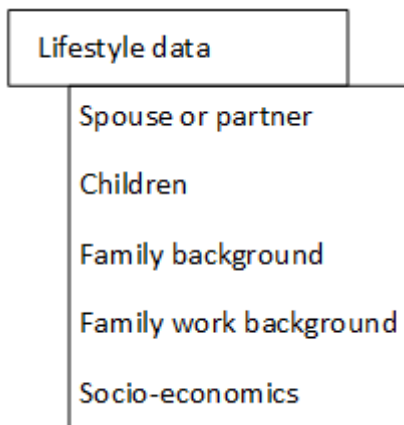 Lifestyle data
Spouse or partner
Children
Family background
Family work background
Socio-economics